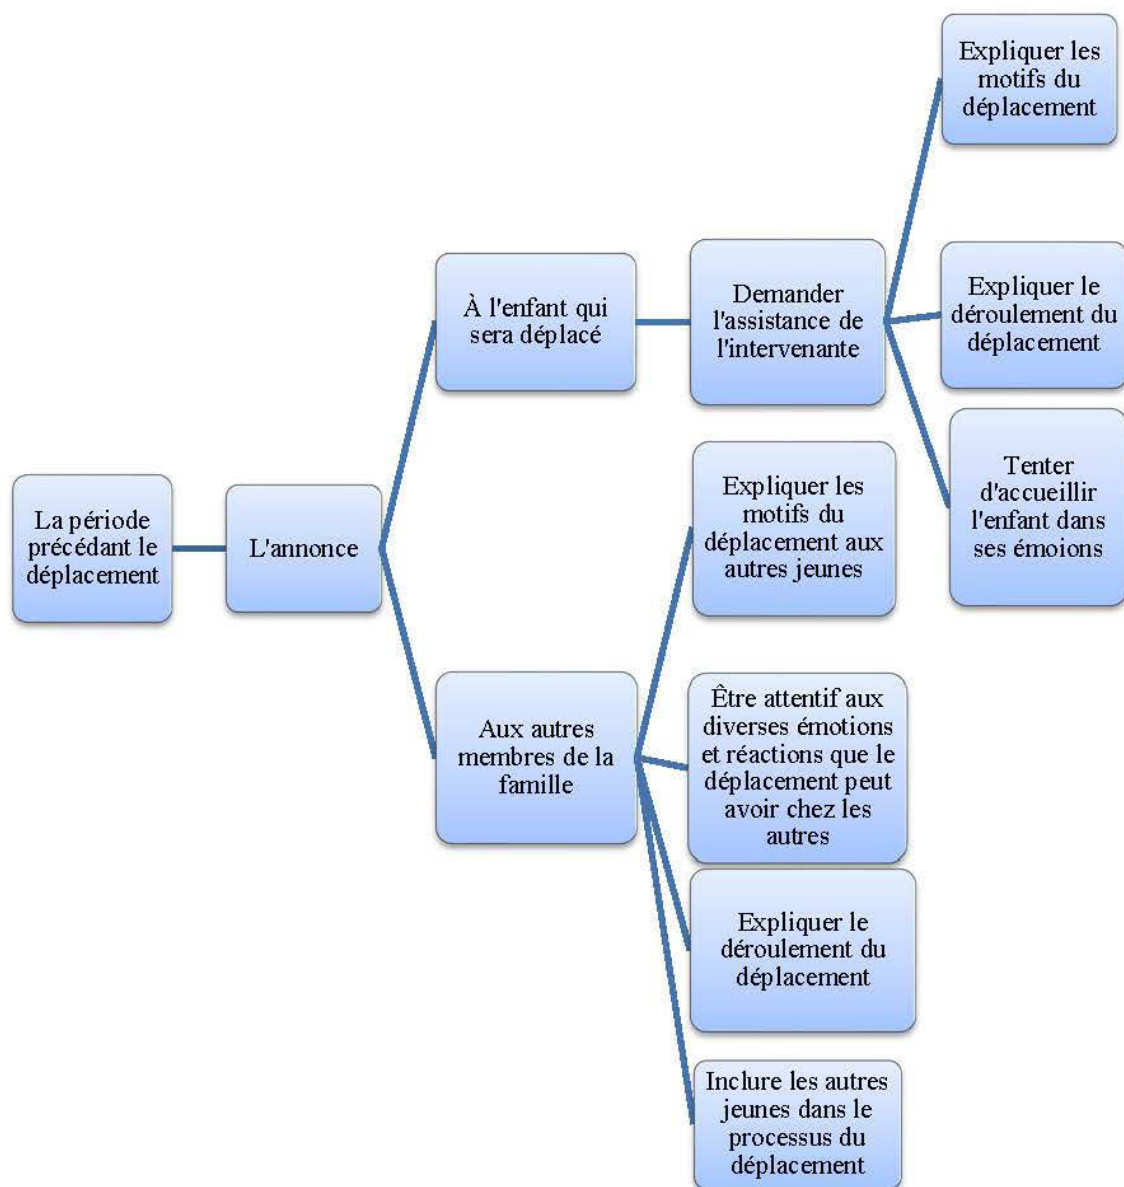 Expliquer les
motifs du
déplacement
À l'enfant qui
sera déplacé
Demander
l'assistance de
l'intervenante
Expliquer le
déroulement du
déplacement
Tenter
d'accueillir
l'enfant dans
ses émoions
La période
précédant le
déplacement
L'annonce
Expliquer les
motifs du
déplacement aux
autres jeunes
Aux autres
membres de la
famille
Être attentif aux
diverses émotions
et réactions que le
déplacement peut
avoir chez les
autres
Expliquer le
déroulement du
déplacement
Inclure les autres
jeunes dans le
processus du
déplacement